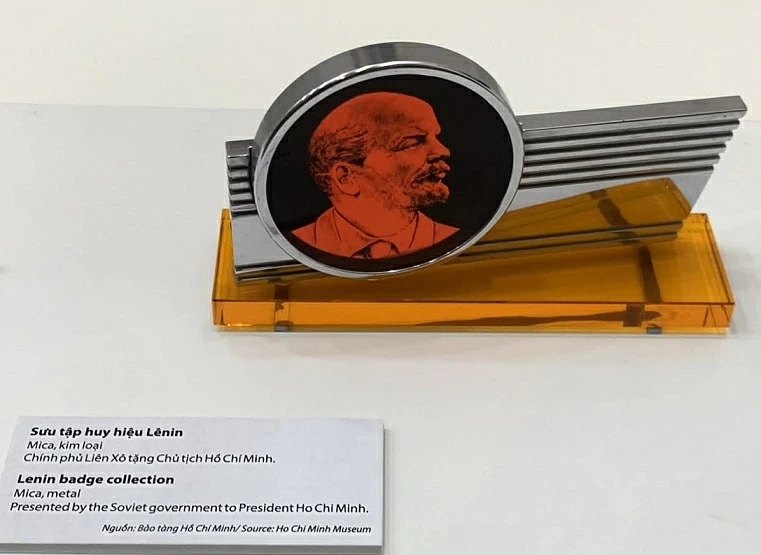 Sưu tập huy hiệu Lênin
Mica, kim loại
Chính phủ Liên Xô tặng Chủ tịch Hồ Chí Minh.
Lenin badge collection
Mica, metal
Presented by the Soviet government to President Ho Chi Minh.
Nguồn: Bảo tàng Hồ Chí Minh/ Source: Ho Chi Minh Museum